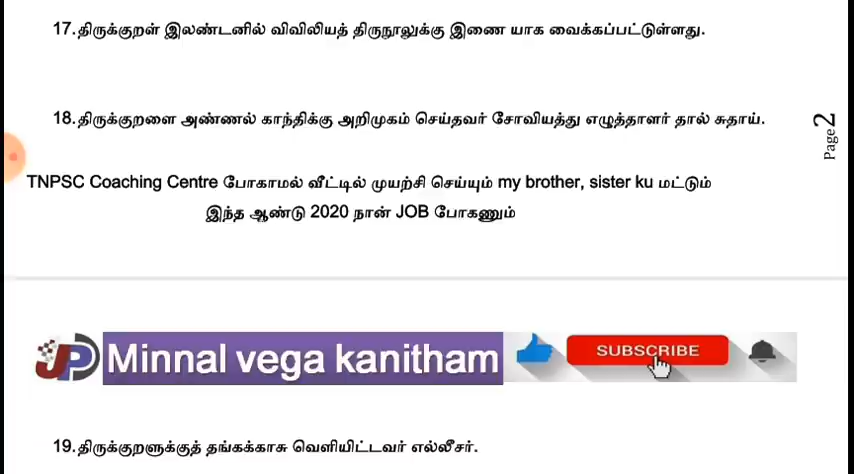 17.திருக்குறள் இலண்டனில் விவிலியத் திருநூலுக்கு இணை யாக வைக்கப்பட்டுள்ளது.
18.திருக்குறளை அண்ணல் காந்திக்கு அறிமுகம் செய்தவர் சோவியத்து எழுத்தாளர் தால் சுதாய்.
Page 2
TNPSC Coaching Centre போகாமல் வீட்டில் முயற்சி செய்யும் my brother, sister ku மட்டும்
இந்த ஆண்டு 2020 நான் JOB போகணும்
JP Minnal vega kanitham SUBSCRIBE
19.திருக்குறளுக்குத் தங்கக்காசு வெளியிட்டவர் எல்லீசர்.